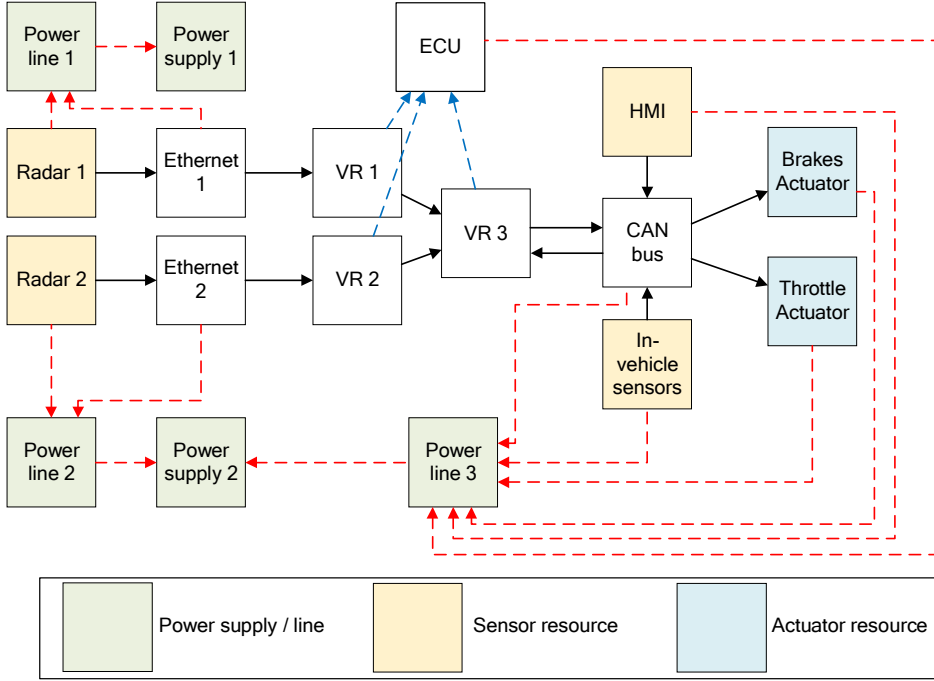 Power
line 1
Power
supply 1
ECU
HMI
Radar 1
Ethernet
1
VR 1
Brakes
Actuator
VR 3
CAN
bus
Radar 2
Ethernet
2
VR 2
Throttle
Actuator
In-
vehicle
sensors
Power
line 2
Power
supply 2
Power
line 3
Power supply / line
Sensor resource
Actuator resource